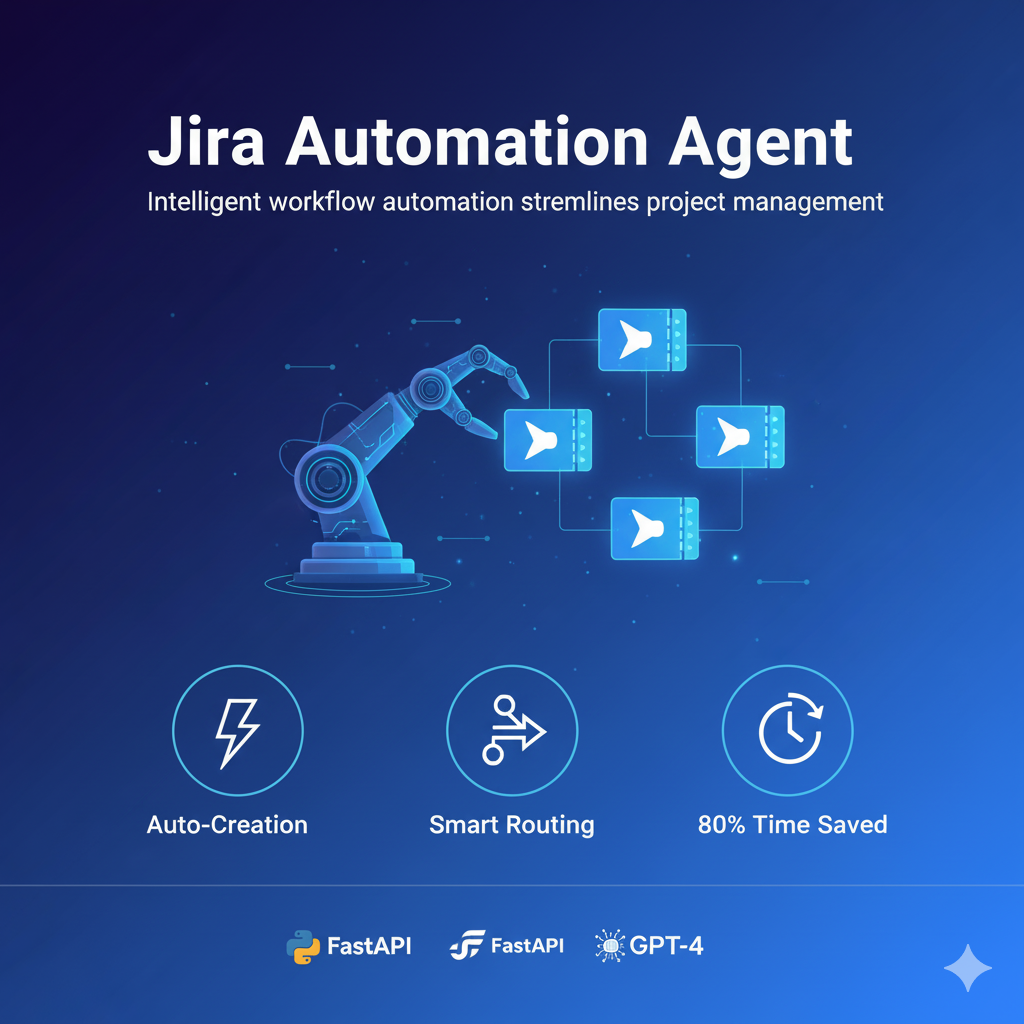 Jira Automation Agent
Intelligent workflow automation stremlines project management
Auto-Creation
Smart Routing
80% Time Saved
FastAPI
FastAPI
GPT-4